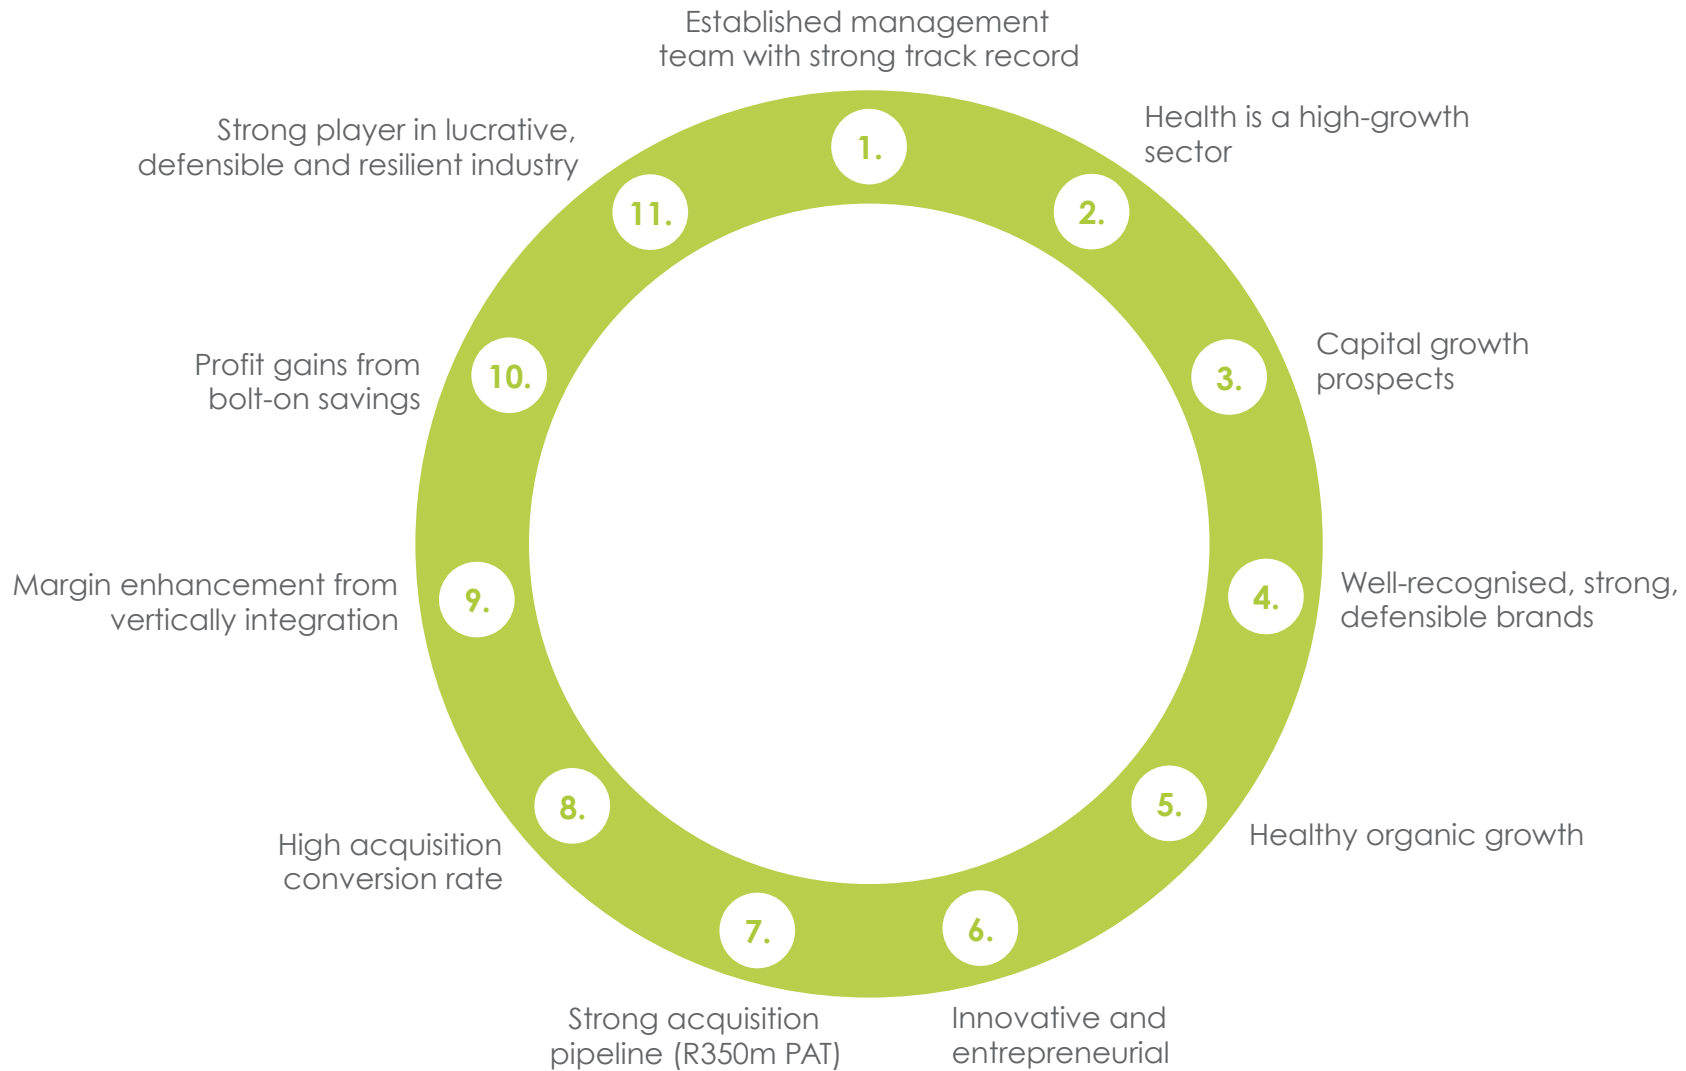 1.
Established management
team with strong track record
2.
Health is a high-growth
sector
3.
Capital growth
prospects
4.
Well-recognised, strong,
defensible brands
5.
Healthy organic growth
6.
Innovative and
entrepreneurial
7.
Strong acquisition
pipeline (R350m PAT)
8.
High acquisition
conversion rate
9.
Margin enhancement from
vertically integration
10.
Profit gains from
bolt-on savings
11.
Strong player in lucrative,
defensible and resilient industry